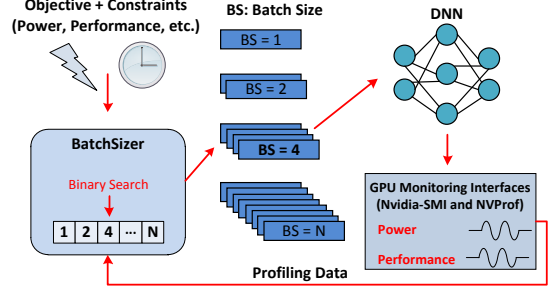 Objective + Constraints
(Power, Performance, etc.)
BS: Batch Size
DNN
BS = 1
BS = 2
BS = 4
BS = N
BatchSizer
Binary Search
1 2 4 ... N
GPU Monitoring Interfaces
(Nvidia-SMI and NVProf)
Power
Performance
Profiling Data